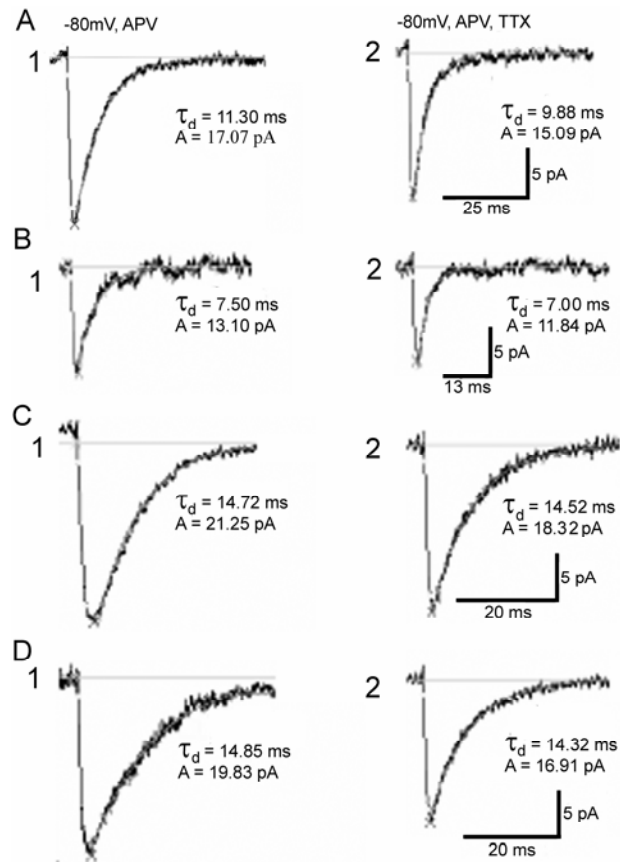 A
-80mV, APV
-80mV, APV, TTX
1
τd = 11.30 ms
A = 17.07 pA
2
τd = 9.88 ms
A = 15.09 pA
5 pA
25 ms
B
1
τd = 7.50 ms
A = 13.10 pA
2
τd = 7.00 ms
A = 11.84 pA
5 pA
13 ms
C
1
τd = 14.72 ms
A = 21.25 pA
2
τd = 14.52 ms
A = 18.32 pA
5 pA
20 ms
D
1
τd = 14.85 ms
A = 19.83 pA
2
τd = 14.32 ms
A = 16.91 pA
5 pA
20 ms